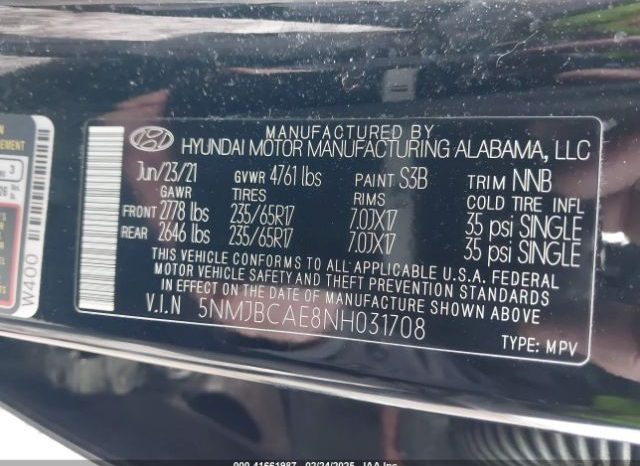 MANUFACTURED BY
HYUNDAI MOTOR MANUFACTURING ALABAMA, LLC
Jun/23/21 GVWR 4761 lbs PAINT S3B TRIM NNB
GAWR TIRES RIMS COLD TIRE INFL
FRONT 2778 lbs 235/65R17 7.0JX17 35 psi SINGLE
REAR 2646 lbs 235/65R17 7.0JX17 35 psi SINGLE
THIS VEHICLE CONFORMS TO ALL APPLICABLE U.S.A. FEDERAL
MOTOR VEHICLE SAFETY AND THEFT PREVENTION STANDARDS
IN EFFECT ON THE DATE OF MANUFACTURE SHOWN ABOVE
V.I.N 5NMJBCAE8NH031708
TYPE: MPV
W400
3